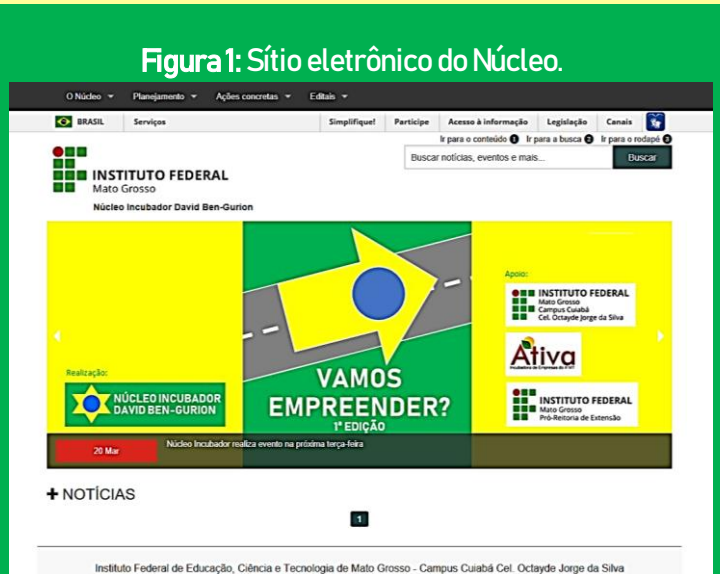 Figura 1: Sítio eletrônico do Núcleo.
O Núcleo Planejamento Ações concretas Editais
BRASIL Serviços Simplifique! Participe Acesso à informação Legislação Canais
Ir para o conteúdo 1 Ir para a busca 2 Ir para o rodapé 3
Buscar notícias, eventos e mais... Buscar
INSTITUTO FEDERAL
Mato Grosso
Núcleo Incubador David Ben-Gurion
Realização:
NÚCLEO INCUBADOR
DAVID BEN-GURION
VAMOS
EMPREENDER?
1ª EDIÇÃO
Apoio:
INSTITUTO FEDERAL
Mato Grosso
Campus Cuiabá
Cel. Octayde Jorge da Silva
Ativa
Incubadora de Empresas do IFMT
INSTITUTO FEDERAL
Mato Grosso
Pró-Reitoria de Extensão
20 Mar
Núcleo Incubador realiza evento na próxima terça-feira
+ NOTÍCIAS
1
Instituto Federal de Educação, Ciência e Tecnologia de Mato Grosso - Campus Cuiabá Cel. Octayde Jorge da Silva